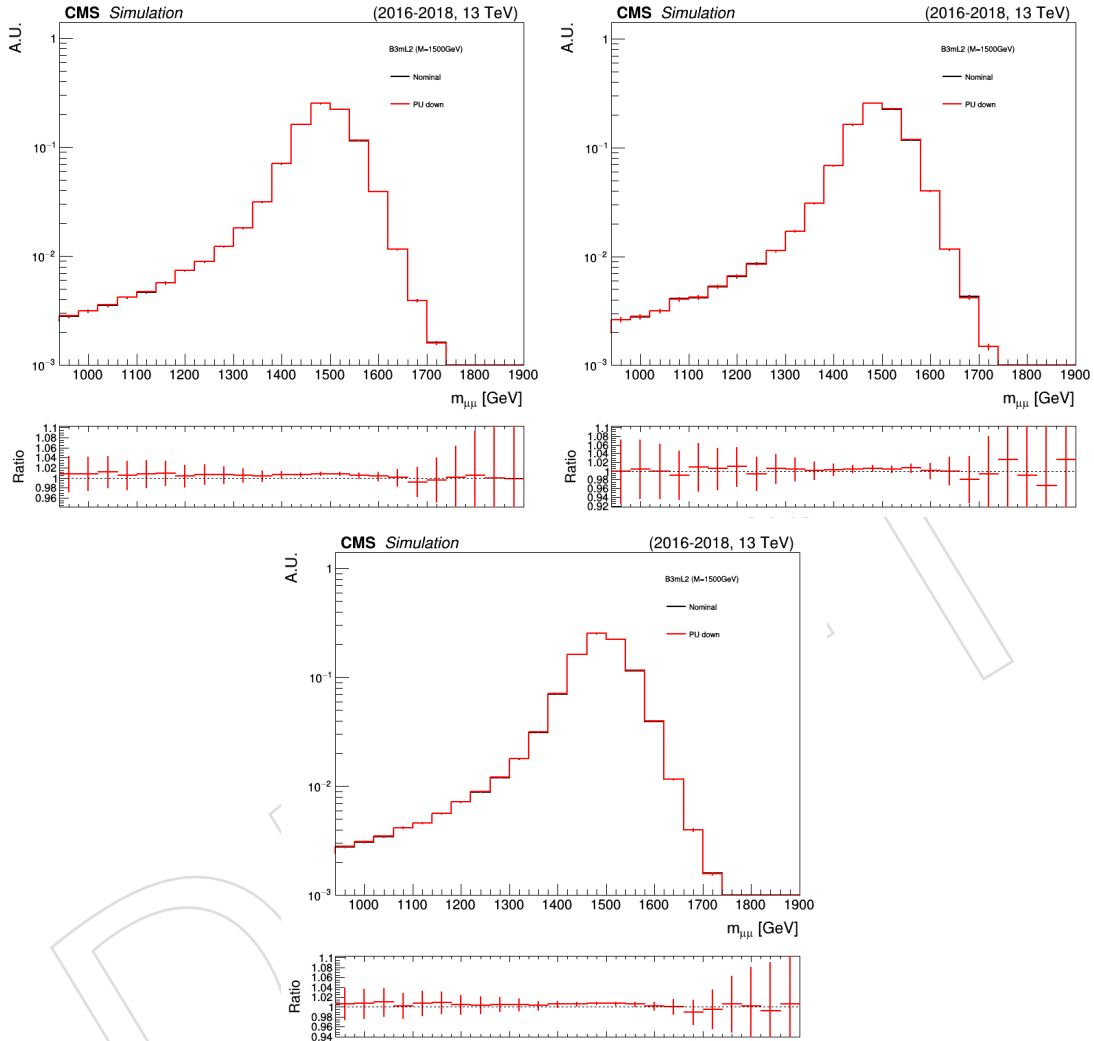 CMS Simulation (2016-2018, 13 TeV)
A.U.
B3mL2 (M=1500GeV)
Nominal
PU down
1
10⁻¹
10⁻²
10⁻³
1000 1100 1200 1300 1400 1500 1600 1700 1800 1900
mμμ [GeV]
Ratio
1.1
1.08
1.06
1.04
1.02
1
0.98
0.96
CMS Simulation (2016-2018, 13 TeV)
A.U.
B3mL2 (M=1500GeV)
Nominal
PU down
1
10⁻¹
10⁻²
10⁻³
1000 1100 1200 1300 1400 1500 1600 1700 1800 1900
mμμ [GeV]
Ratio
1.1
1.08
1.06
1.04
1.02
1.00
0.98
0.96
0.94
0.92
CMS Simulation (2016-2018, 13 TeV)
A.U.
B3mL2 (M=1500GeV)
Nominal
PU down
1
10⁻¹
10⁻²
10⁻³
1000 1100 1200 1300 1400 1500 1600 1700 1800 1900
mμμ [GeV]
Ratio
1.1
1.08
1.06
1.04
1.02
1
0.98
0.96
0.94